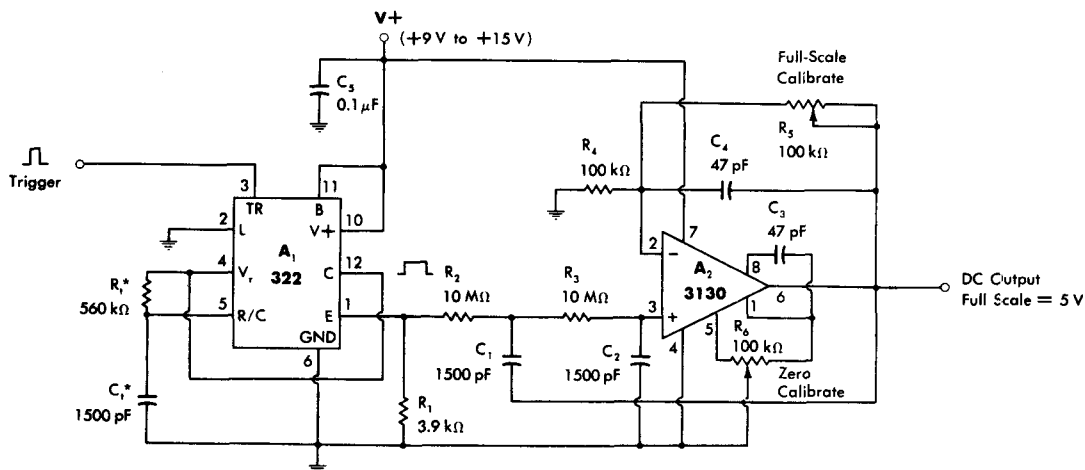 V+
(+9 V to +15 V)
C5
0.1 μF
Full-Scale
Calibrate
R5
100 kΩ
R4
100 kΩ
C4
47 pF
C3
47 pF
Trigger
3
TR
11
B
2
L
V+
10
A1
322
4
Vr
C
12
5
R/C
E
1
GND
6
Rt*
560 kΩ
Ct*
1500 pF
R1
3.9 kΩ
R2
10 MΩ
R3
10 MΩ
C1
1500 pF
C2
1500 pF
2
−
7
A2
3130
8
3
+
6
1
4
5
R6
100 kΩ
Zero
Calibrate
DC Output
Full Scale = 5 V